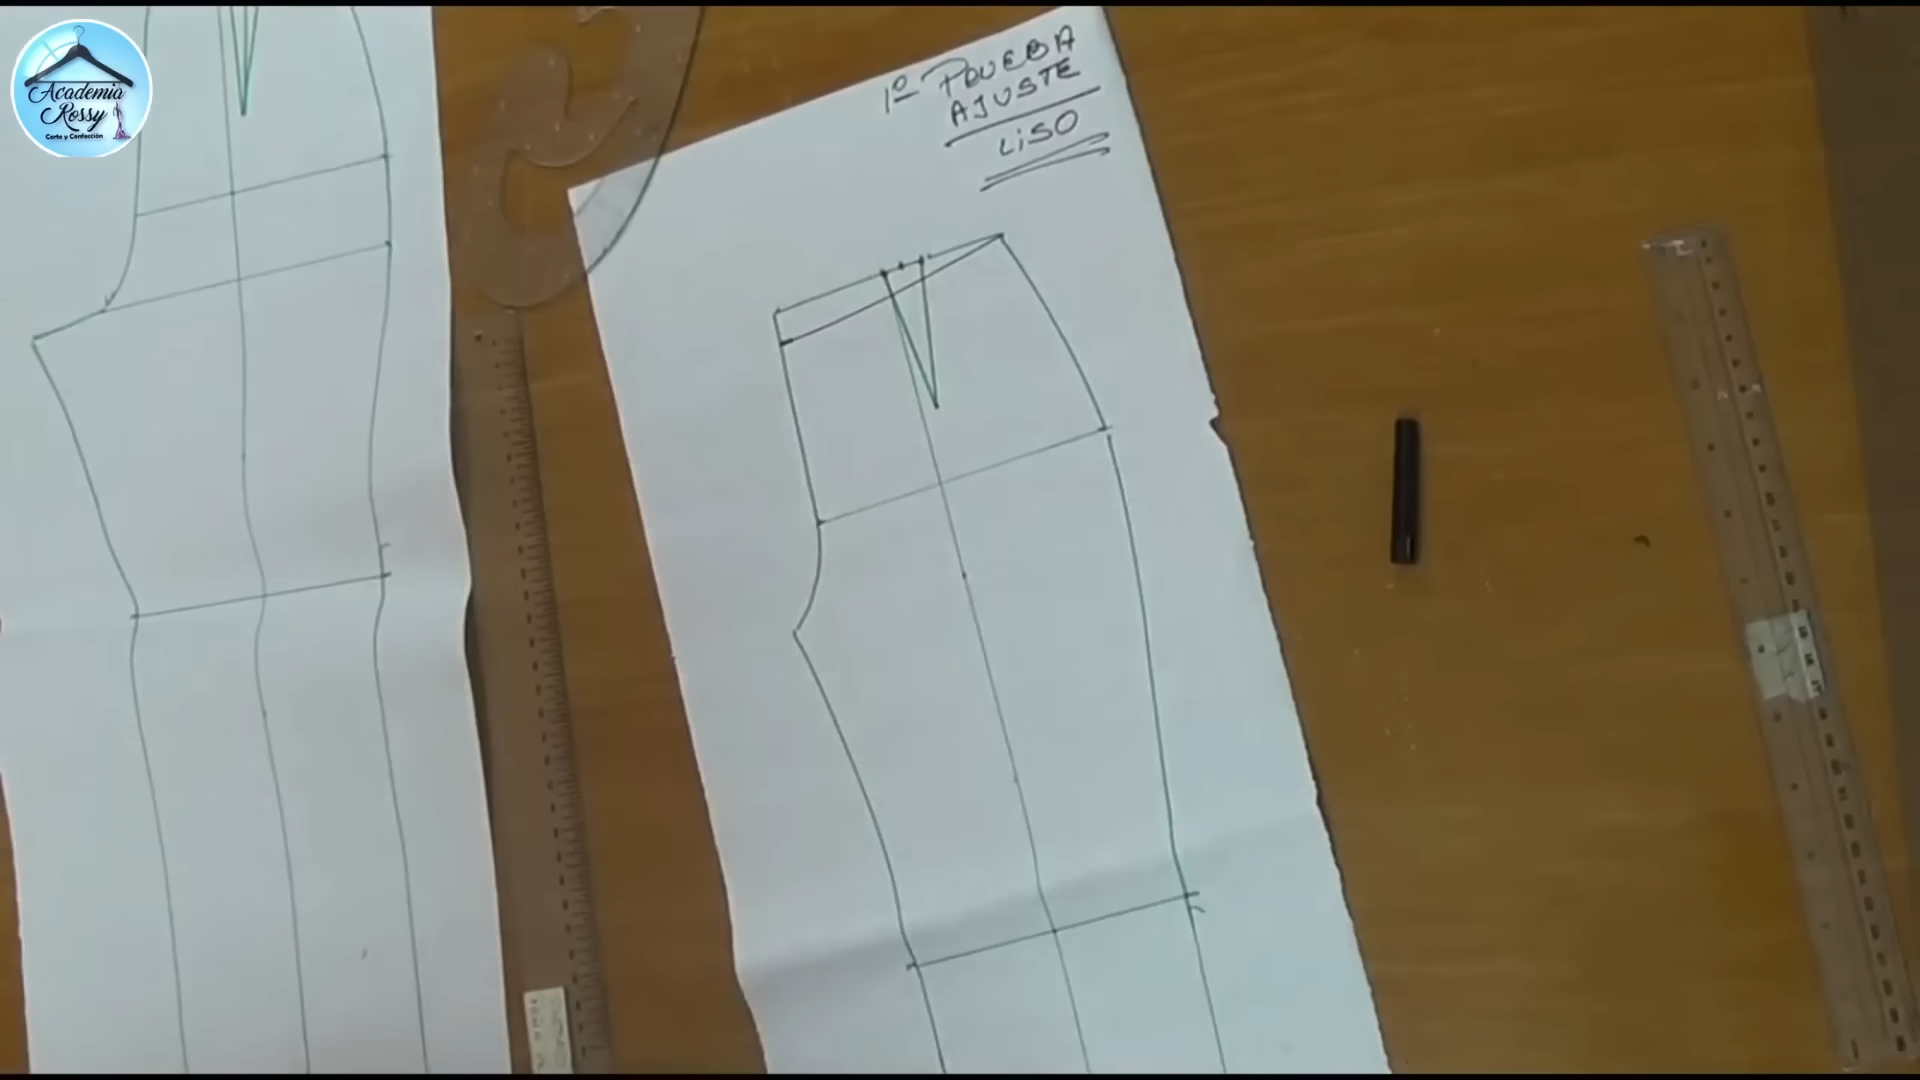 Academia
Rossy
Corte y Confección
1º PRUEBA
AJUSTE
LISO